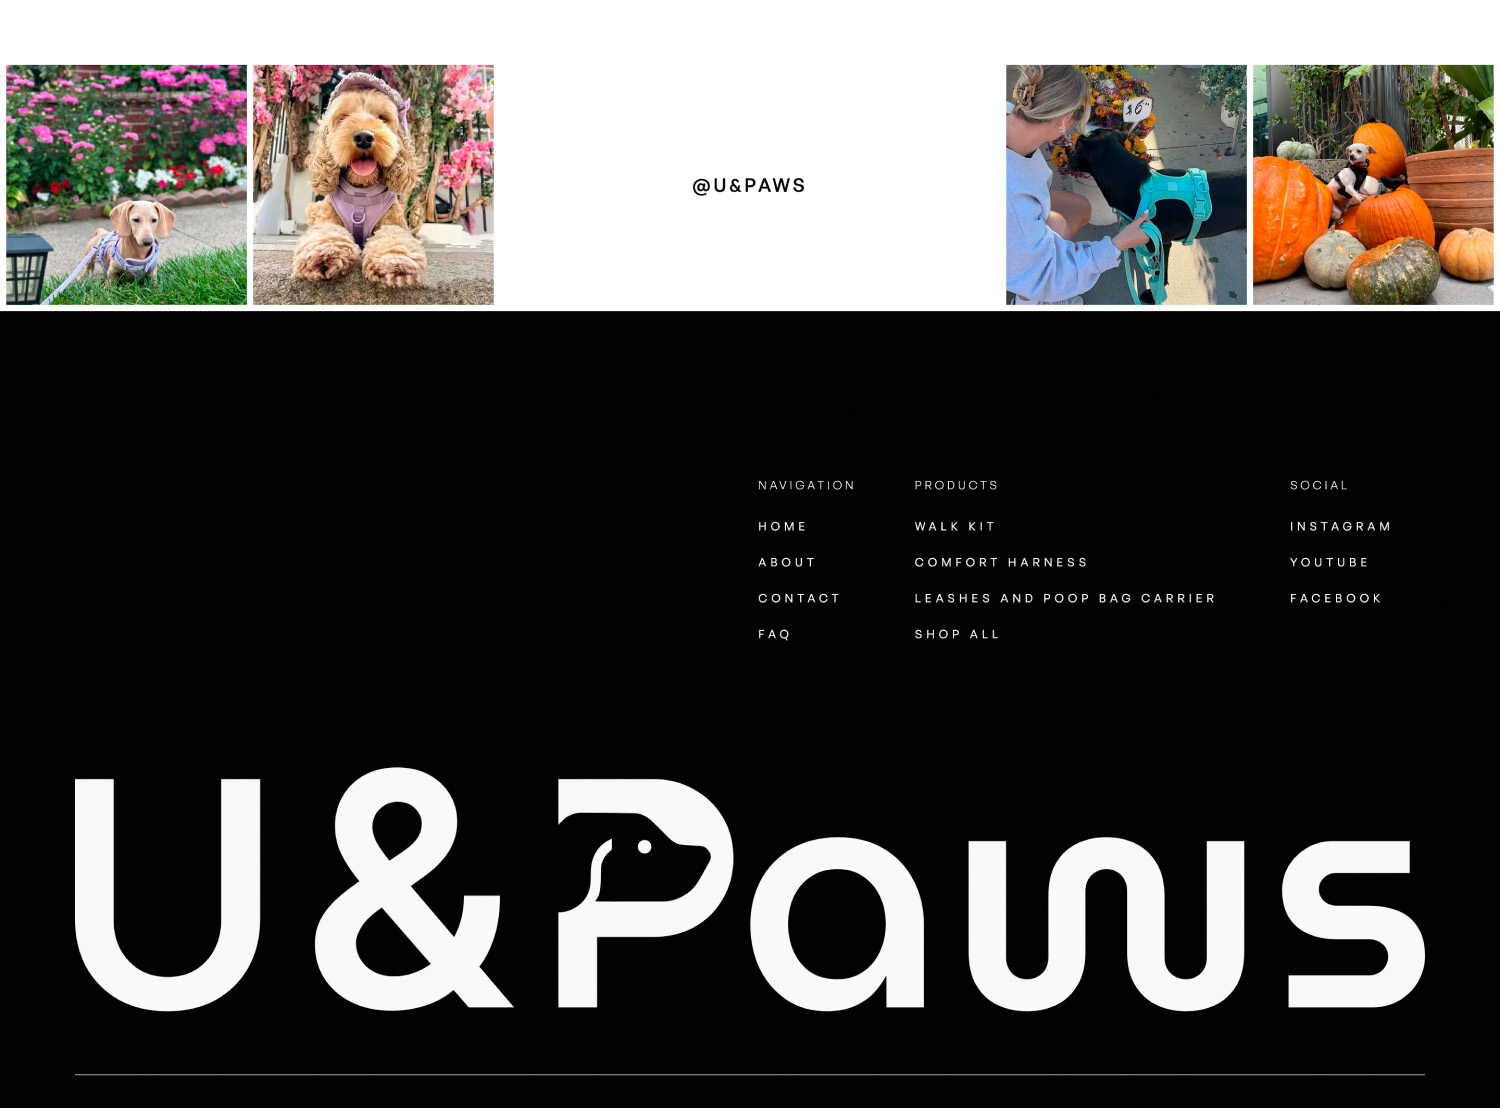 $6⁰⁰
@U&PAWS
NAVIGATION
HOME
ABOUT
CONTACT
FAQ
PRODUCTS
WALK KIT
COMFORT HARNESS
LEASHES AND POOP BAG CARRIER
SHOP ALL
SOCIAL
INSTAGRAM
YOUTUBE
FACEBOOK
U&Paws